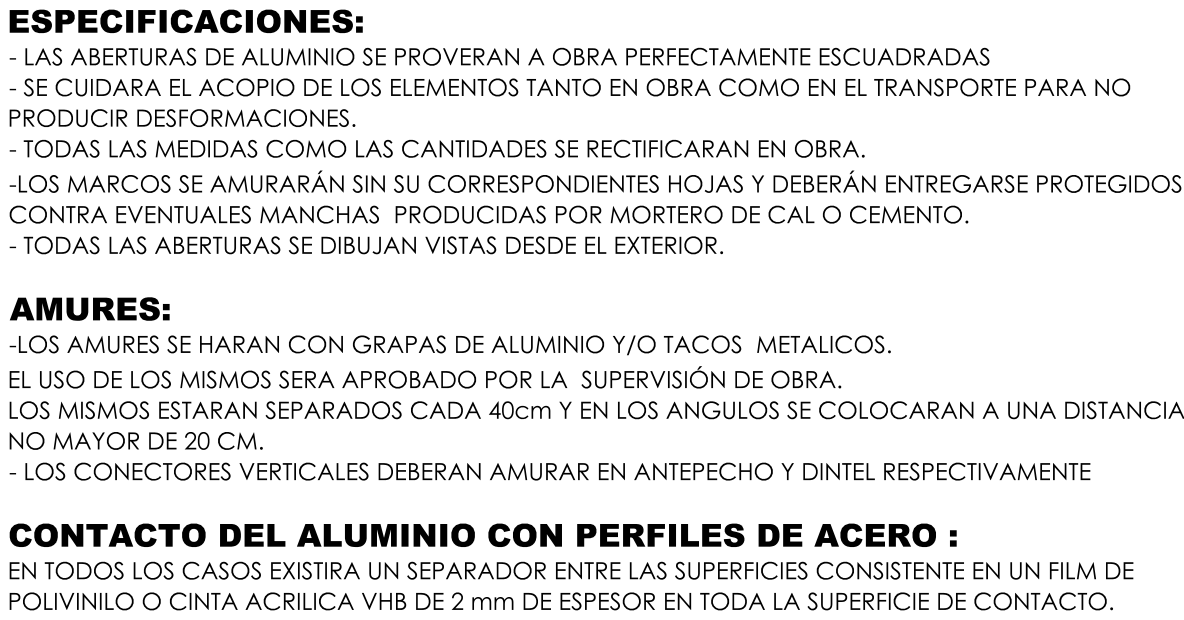 ESPECIFICACIONES:
- LAS ABERTURAS DE ALUMINIO SE PROVERAN A OBRA PERFECTAMENTE ESCUADRADAS
- SE CUIDARA EL ACOPIO DE LOS ELEMENTOS TANTO EN OBRA COMO EN EL TRANSPORTE PARA NO
PRODUCIR DESFORMACIONES.
- TODAS LAS MEDIDAS COMO LAS CANTIDADES SE RECTIFICARAN EN OBRA.
-LOS MARCOS SE AMURARÁN SIN SU CORRESPONDIENTES HOJAS Y DEBERÁN ENTREGARSE PROTEGIDOS
CONTRA EVENTUALES MANCHAS  PRODUCIDAS POR MORTERO DE CAL O CEMENTO.
- TODAS LAS ABERTURAS SE DIBUJAN VISTAS DESDE EL EXTERIOR.
AMURES:
-LOS AMURES SE HARAN CON GRAPAS DE ALUMINIO Y/O TACOS  METALICOS.
EL USO DE LOS MISMOS SERA APROBADO POR LA  SUPERVISIÓN DE OBRA.
LOS MISMOS ESTARAN SEPARADOS CADA 40cm Y EN LOS ANGULOS SE COLOCARAN A UNA DISTANCIA
NO MAYOR DE 20 CM.
- LOS CONECTORES VERTICALES DEBERAN AMURAR EN ANTEPECHO Y DINTEL RESPECTIVAMENTE
CONTACTO DEL ALUMINIO CON PERFILES DE ACERO :
EN TODOS LOS CASOS EXISTIRA UN SEPARADOR ENTRE LAS SUPERFICIES CONSISTENTE EN UN FILM DE
POLIVINILO O CINTA ACRILICA VHB DE 2 mm DE ESPESOR EN TODA LA SUPERFICIE DE CONTACTO.